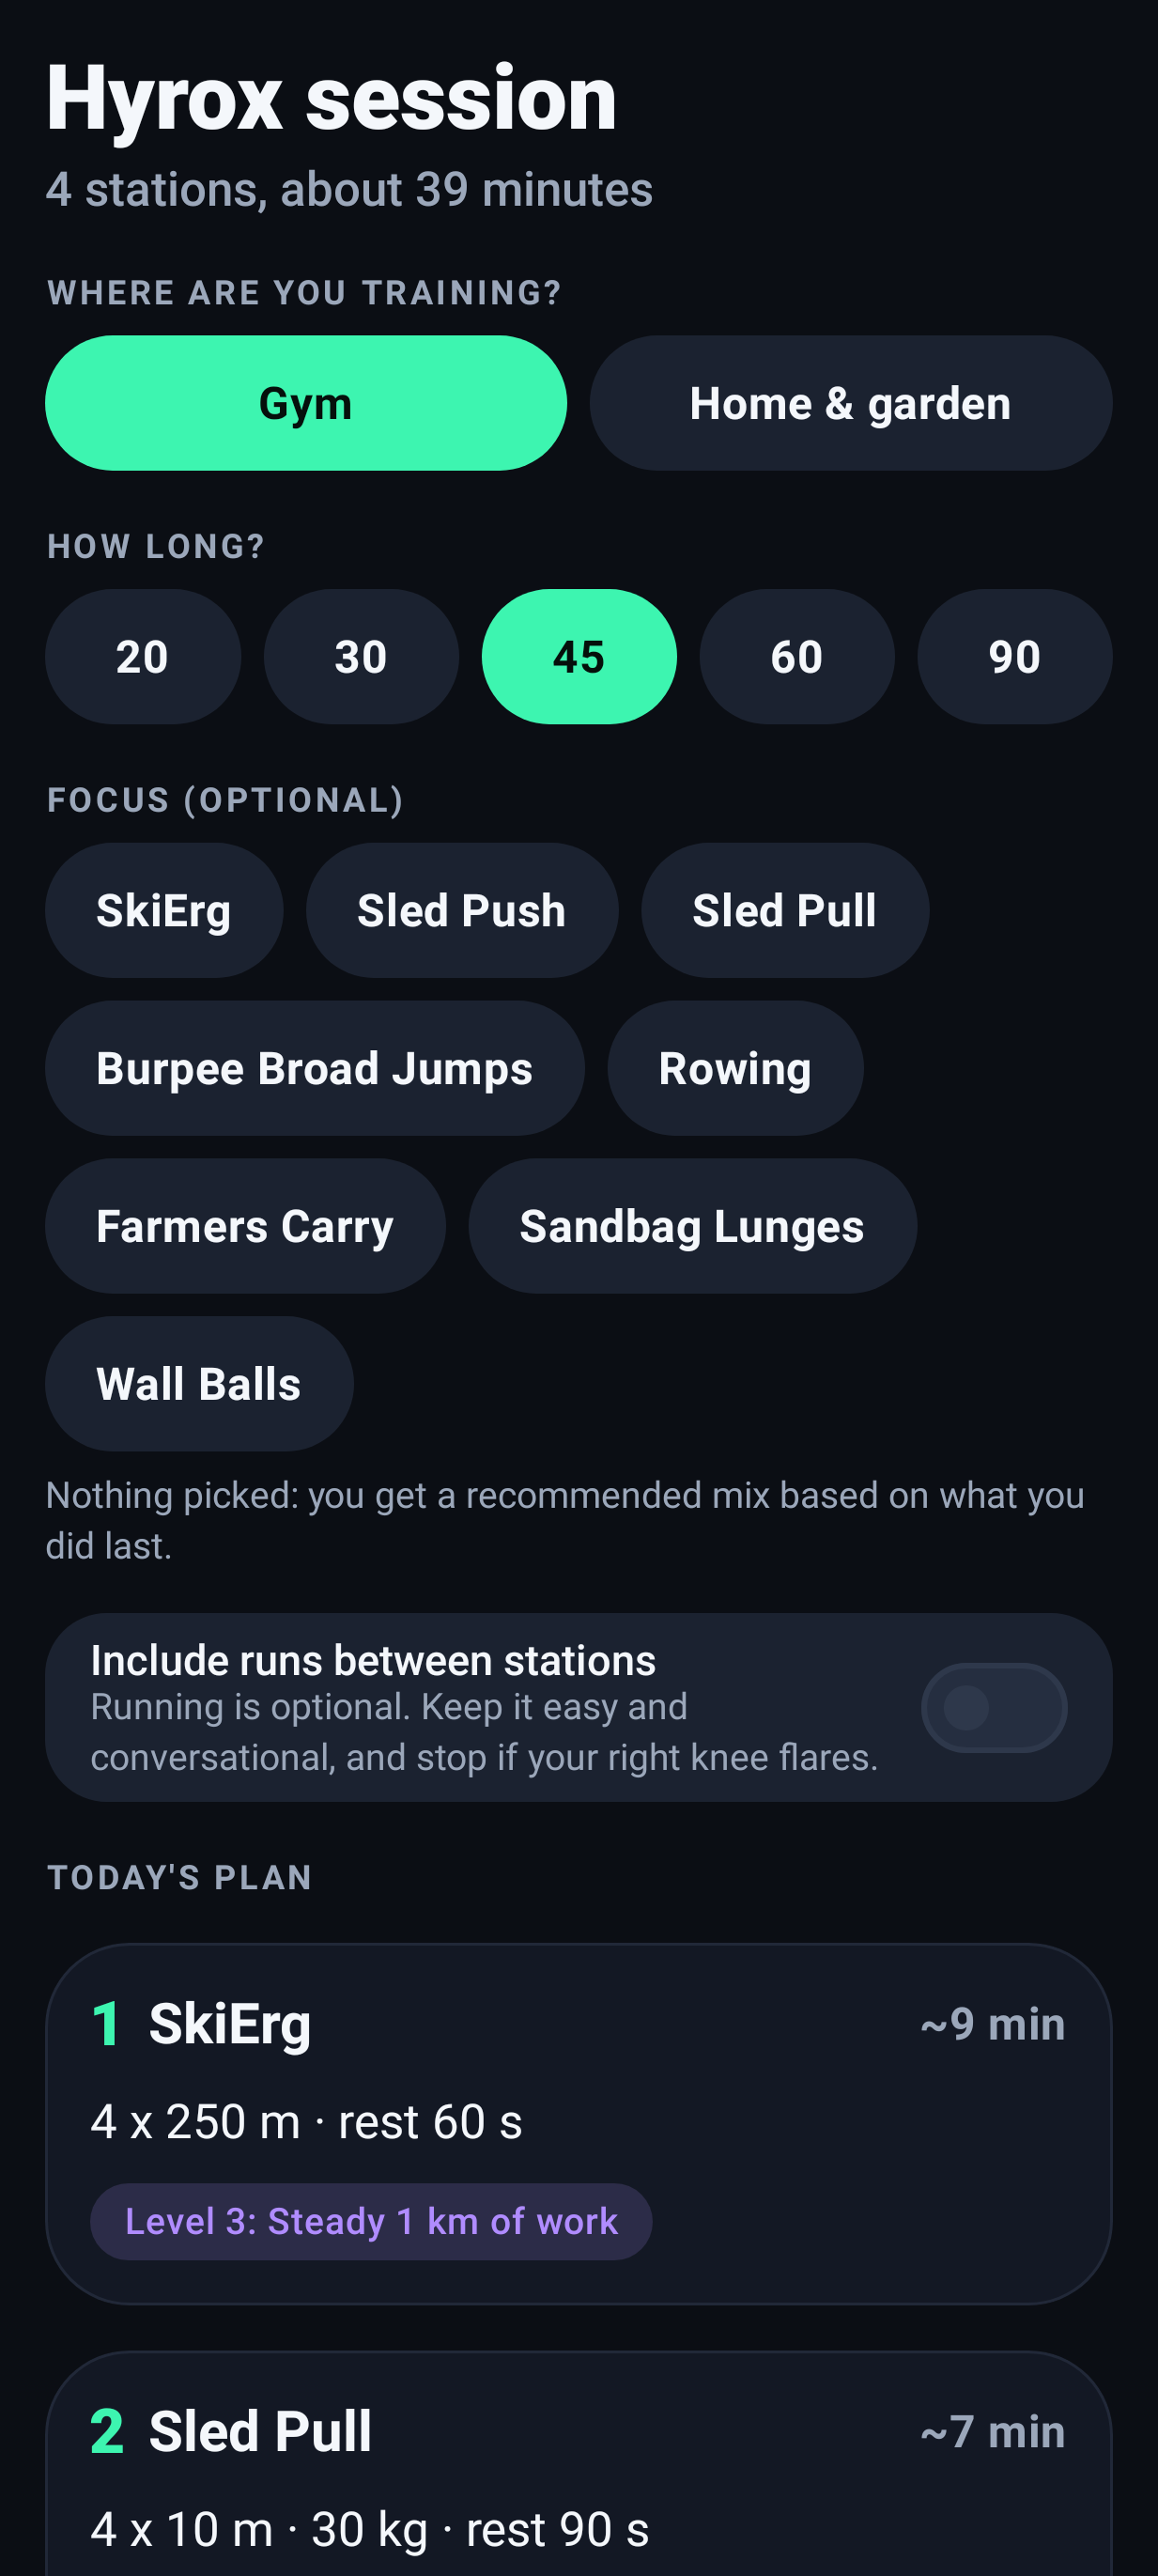 Hyrox session
4 stations, about 39 minutes
WHERE ARE YOU TRAINING?
Gym
Home & garden
HOW LONG?
20
30
45
60
90
FOCUS (OPTIONAL)
SkiErg
Sled Push
Sled Pull
Burpee Broad Jumps
Rowing
Farmers Carry
Sandbag Lunges
Wall Balls
Nothing picked: you get a recommended mix based on what you
did last.
Include runs between stations
Running is optional. Keep it easy and
conversational, and stop if your right knee flares.
TODAY'S PLAN
1 SkiErg
~9 min
4 x 250 m · rest 60 s
Level 3: Steady 1 km of work
2 Sled Pull
~7 min
4 x 10 m · 30 kg · rest 90 s